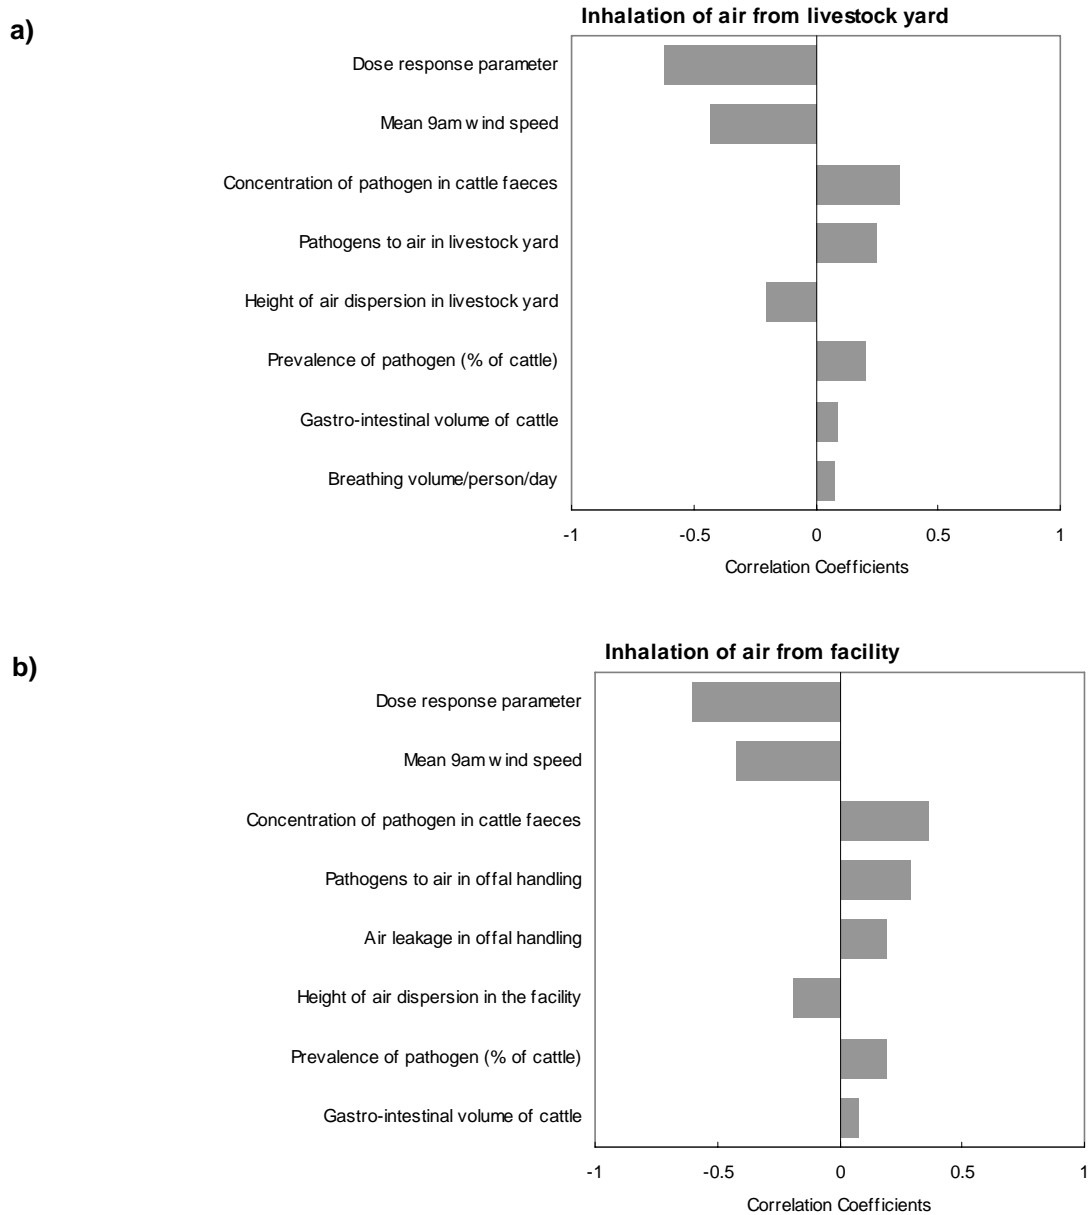 a)
Inhalation of air from livestock yard
Dose response parameter
Mean 9am wind speed
Concentration of pathogen in cattle faeces
Pathogens to air in livestock yard
Height of air dispersion in livestock yard
Prevalence of pathogen (% of cattle)
Gastro-intestinal volume of cattle
Breathing volume/person/day
-1 -0.5 0 0.5 1
Correlation Coefficients
b)
Inhalation of air from facility
Dose response parameter
Mean 9am wind speed
Concentration of pathogen in cattle faeces
Pathogens to air in offal handling
Air leakage in offal handling
Height of air dispersion in the facility
Prevalence of pathogen (% of cattle)
Gastro-intestinal volume of cattle
-1 -0.5 0 0.5 1
Correlation Coefficients